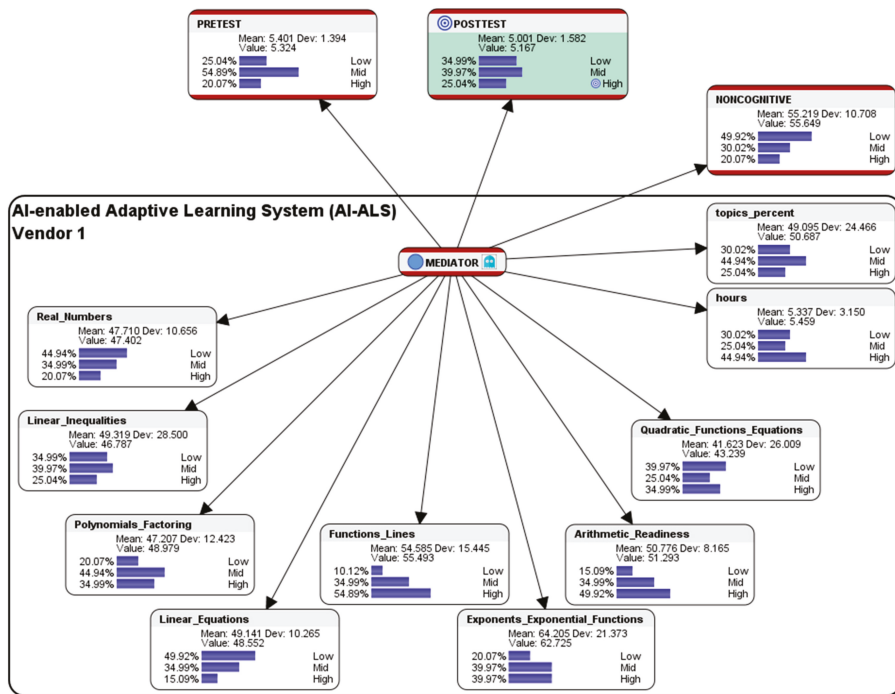 PRETEST
Mean: 5.401 Dev: 1.394
Value: 5.324
25.04% Low
54.89% Mid
20.07% High
POSTTEST
Mean: 5.001 Dev: 1.582
Value: 5.167
34.99% Low
39.97% Mid
25.04% High
NONCOGNITIVE
Mean: 55.219 Dev: 10.708
Value: 55.649
49.92% Low
30.02% Mid
20.07% High
AI-enabled Adaptive Learning System (AI-ALS)
Vendor 1
topics_percent
Mean: 49.095 Dev: 24.466
Value: 50.687
30.02% Low
44.94% Mid
25.04% High
MEDIATOR
hours
Mean: 5.337 Dev: 3.150
Value: 5.459
30.02% Low
25.04% Mid
44.94% High
Real_Numbers
Mean: 47.710 Dev: 10.656
Value: 47.402
44.94% Low
34.99% Mid
20.07% High
Linear_Inequalities
Mean: 49.319 Dev: 28.500
Value: 46.787
34.99% Low
39.97% Mid
25.04% High
Quadratic_Functions_Equations
Mean: 41.623 Dev: 26.009
Value: 43.239
39.97% Low
25.04% Mid
34.99% High
Polynomials_Factoring
Mean: 47.207 Dev: 12.423
Value: 48.979
20.07% Low
44.94% Mid
34.99% High
Functions_Lines
Mean: 54.585 Dev: 15.445
Value: 55.493
10.12% Low
34.99% Mid
54.89% High
Arithmetic_Readiness
Mean: 50.776 Dev: 8.165
Value: 51.293
15.09% Low
34.99% Mid
49.92% High
Linear_Equations
Mean: 49.141 Dev: 10.265
Value: 48.552
49.92% Low
34.99% Mid
15.09% High
Exponents_Exponential_Functions
Mean: 64.205 Dev: 21.373
Value: 62.725
20.07% Low
39.97% Mid
39.97% High